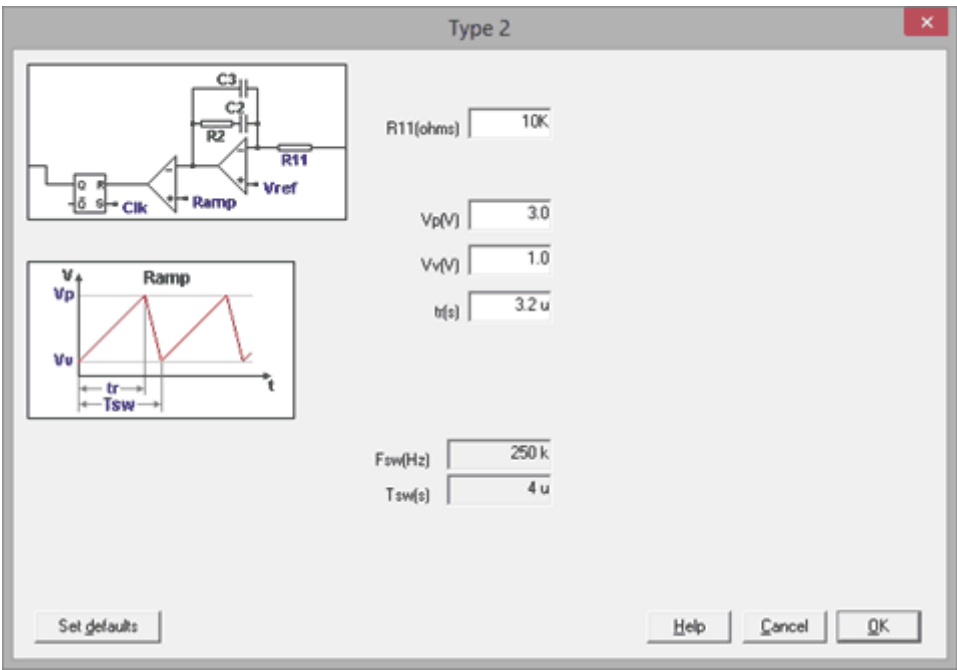 Type 2
C3
C2
R2
R11
Vref
Ramp
Q R
Q̅ S
Clk
R11(ohms) 10K
Vp(V) 3.0
Vv(V) 1.0
tr(s) 3.2 u
V
Ramp
Vp
Vv
tr
Tsw
t
Fsw(Hz) 250 k
Tsw(s) 4 u
Set defaults
Help
Cancel
OK